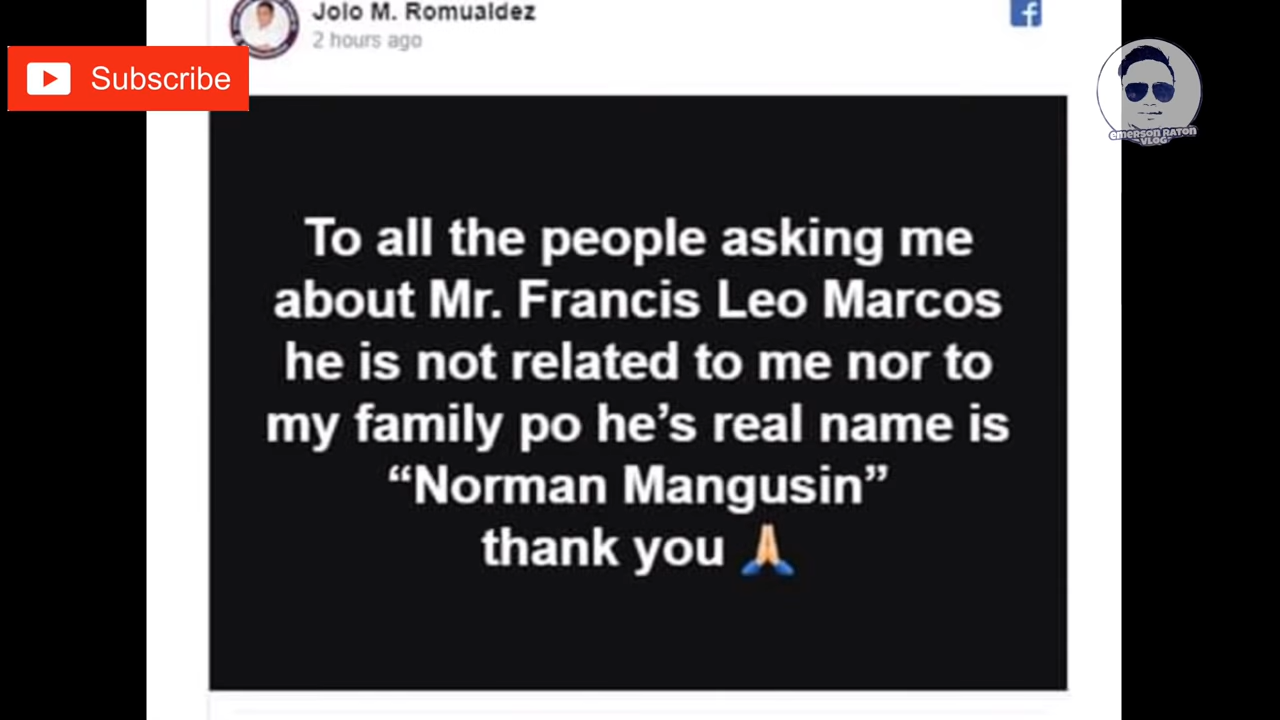 Jolo M. Romualdez
2 hours ago
Subscribe
EMERSON RATON
VLOG
To all the people asking me
about Mr. Francis Leo Marcos
he is not related to me nor to
my family po he’s real name is
“Norman Mangusin”
thank you 🙏